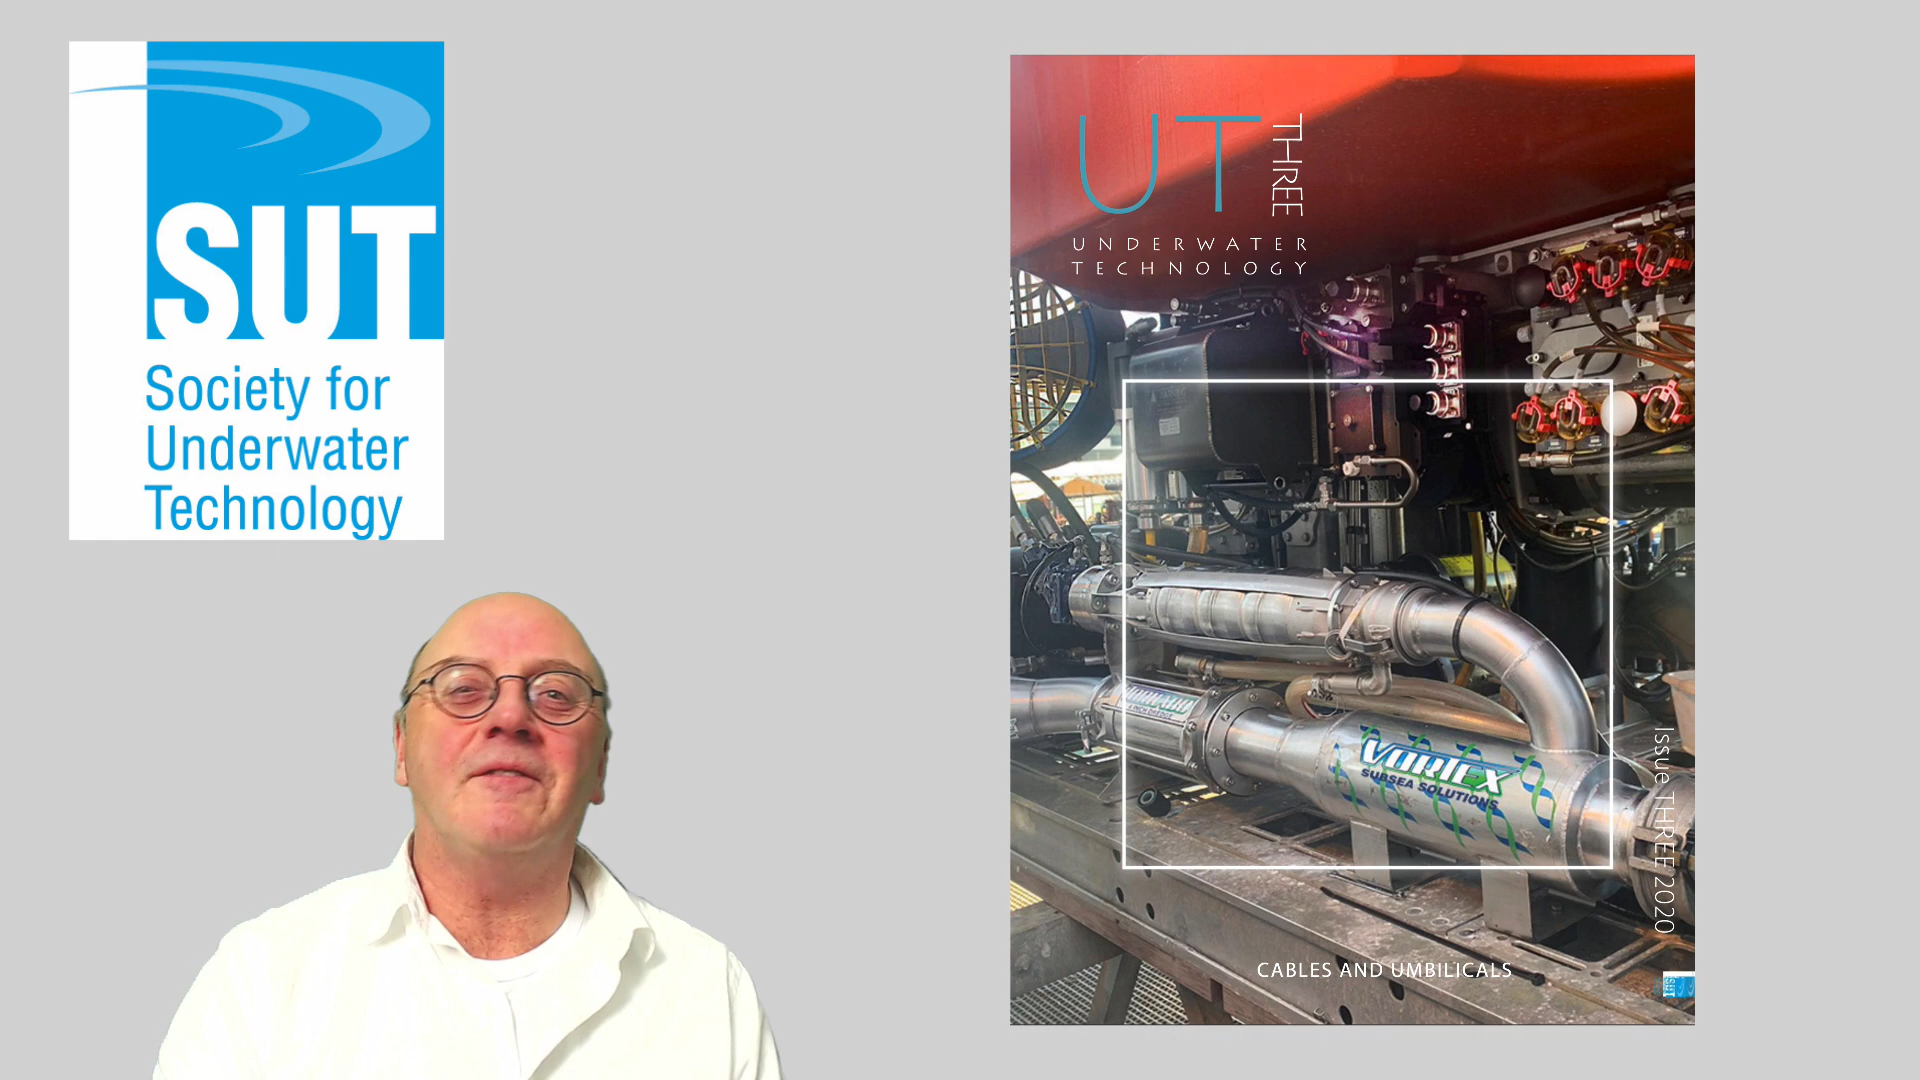 SUT
Society for
Underwater
Technology
UT
THREE
UNDERWATER
TECHNOLOGY
VORTEX
SUBSEA SOLUTIONS
Issue THREE 2020
CABLES AND UMBILICALS